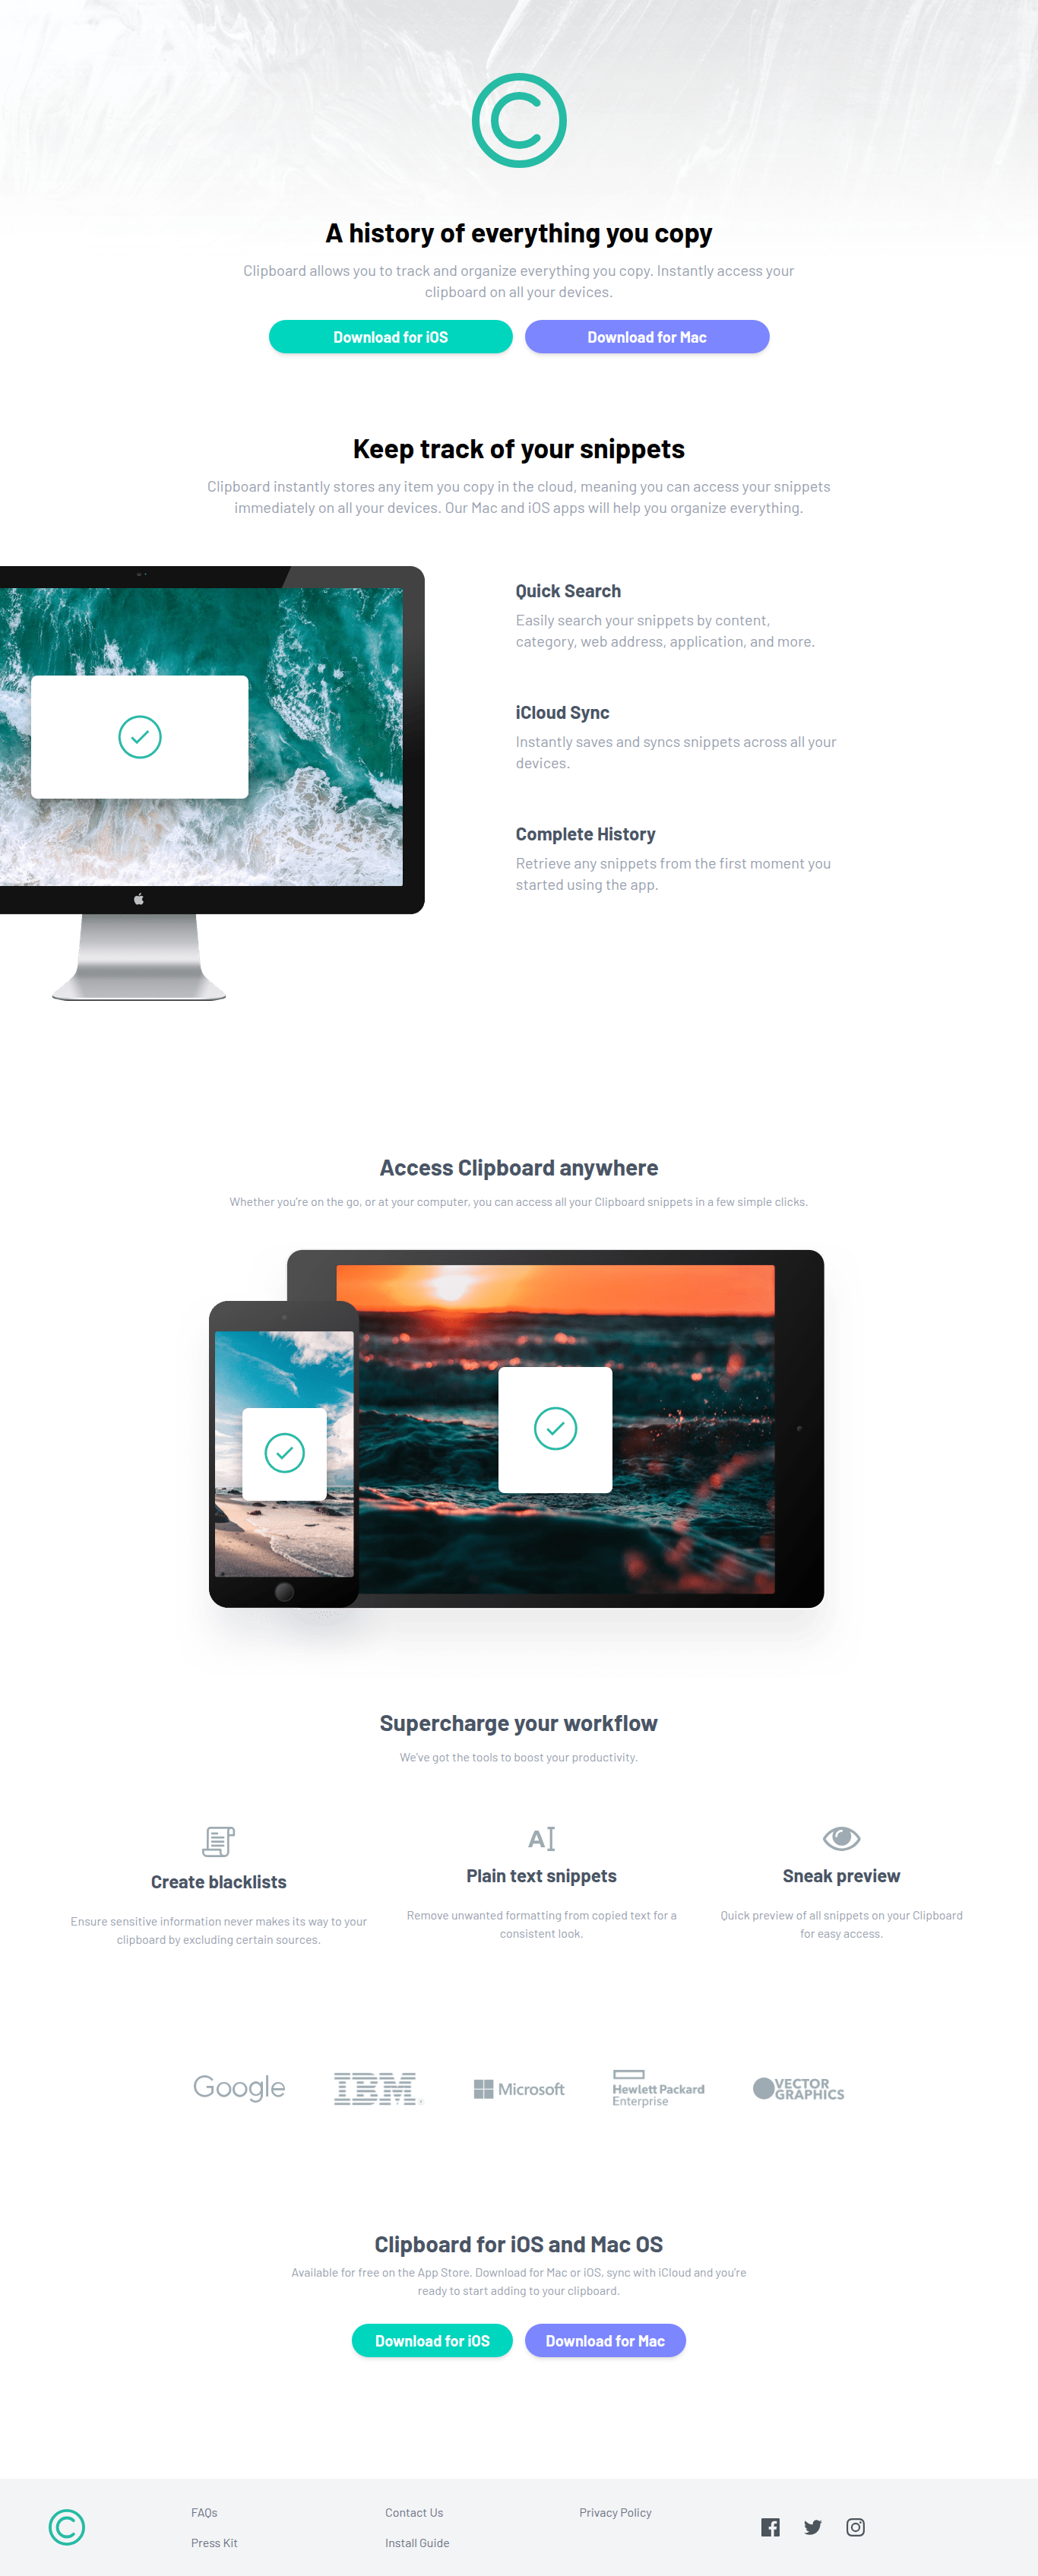 A history of everything you copy
Clipboard allows you to track and organize everything you copy. Instantly access your
clipboard on all your devices.
Download for iOS
Download for Mac
Keep track of your snippets
Clipboard instantly stores any item you copy in the cloud, meaning you can access your snippets
immediately on all your devices. Our Mac and iOS apps will help you organize everything.
Quick Search
Easily search your snippets by content,
category, web address, application, and more.
iCloud Sync
Instantly saves and syncs snippets across all your
devices.
Complete History
Retrieve any snippets from the first moment you
started using the app.
Access Clipboard anywhere
Whether you're on the go, or at your computer, you can access all your Clipboard snippets in a few simple clicks.
Supercharge your workflow
We've got the tools to boost your productivity.
Create blacklists
Ensure sensitive information never makes its way to your
clipboard by excluding certain sources.
Plain text snippets
Remove unwanted formatting from copied text for a
consistent look.
Sneak preview
Quick preview of all snippets on your Clipboard
for easy access.
Google
IBM
Microsoft
Hewlett Packard
Enterprise
VECTOR
GRAPHICS
Clipboard for iOS and Mac OS
Available for free on the App Store. Download for Mac or iOS, sync with iCloud and you're
ready to start adding to your clipboard.
Download for iOS
Download for Mac
FAQs
Press Kit
Contact Us
Install Guide
Privacy Policy